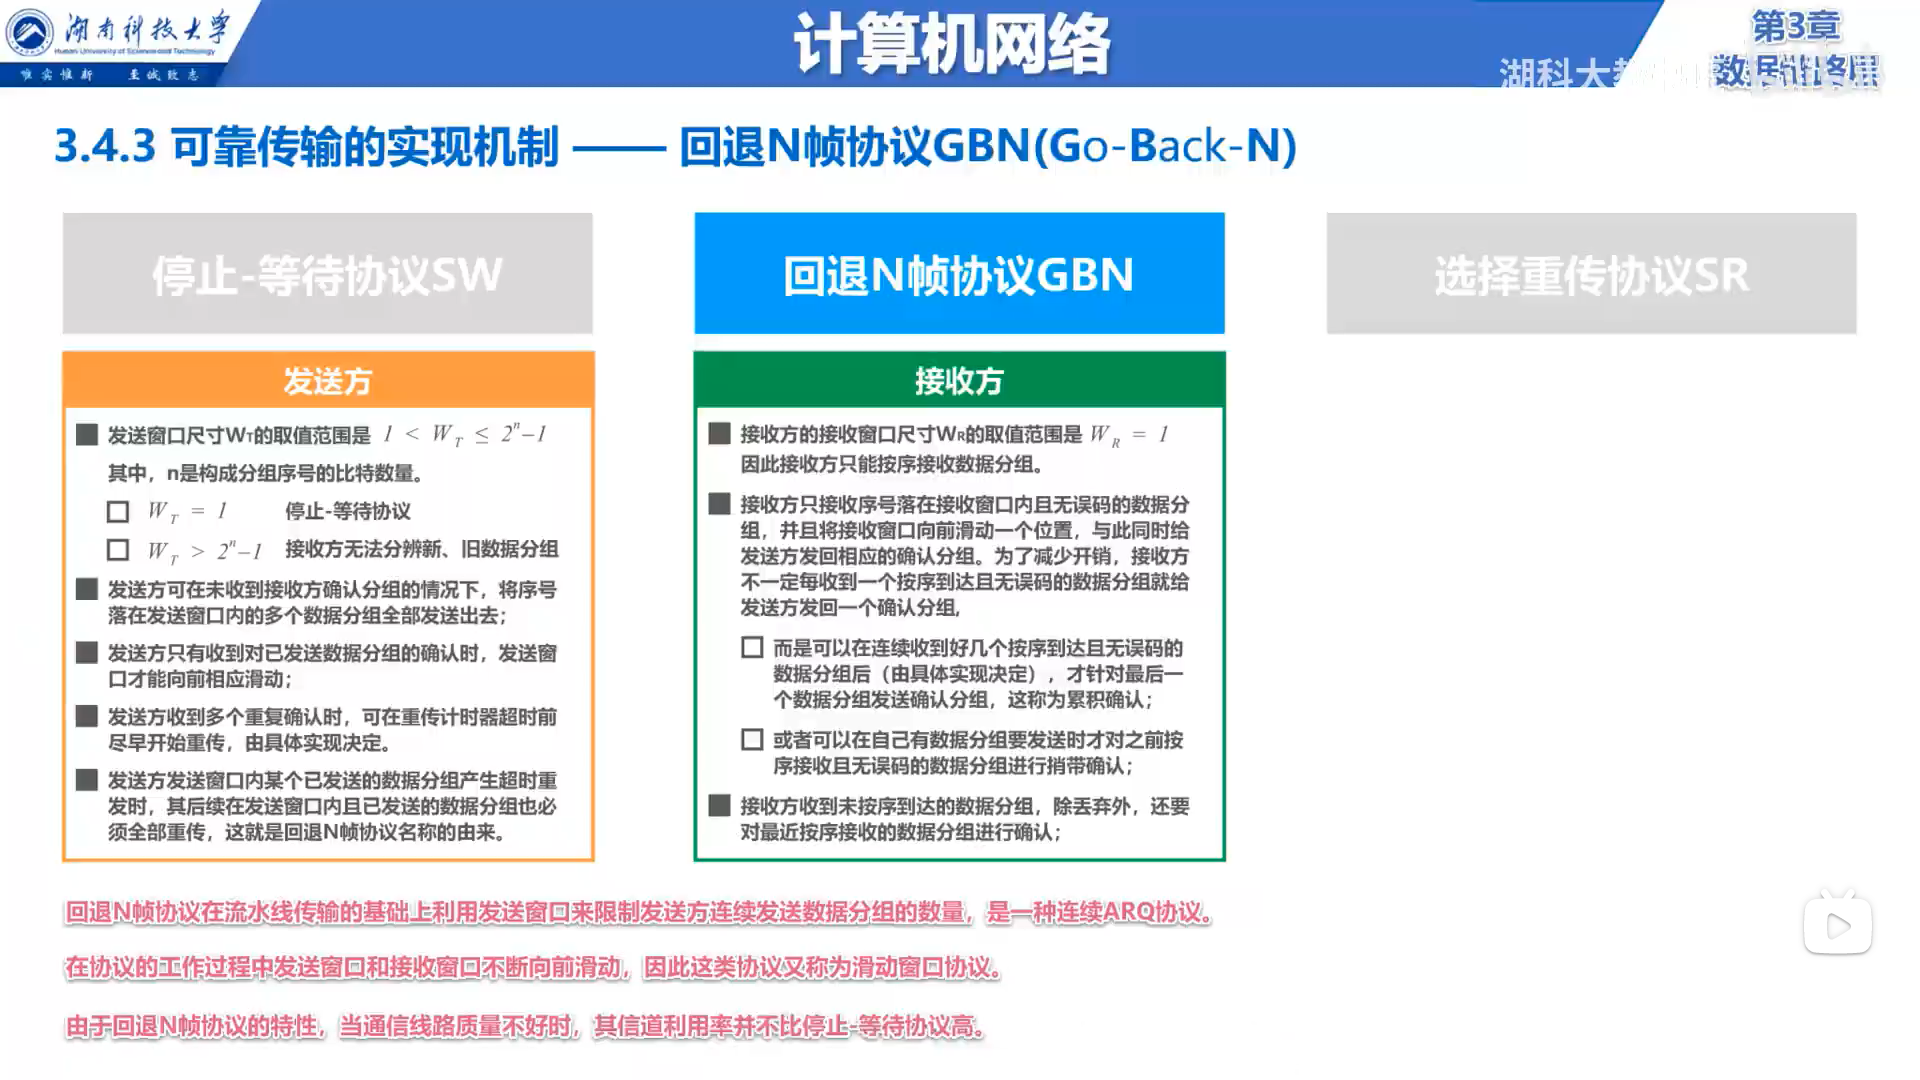 湖南科技大学
Hunan University of Science and Technology
唯实惟新 至诚致志
计算机网络
第3章
数据链路层
湖科大教
3.4.3 可靠传输的实现机制 —— 回退N帧协议GBN(Go-Back-N)
停止-等待协议SW
回退N帧协议GBN
选择重传协议SR
发送方
发送窗口尺寸WT的取值范围是 1 < W_T ≤ 2^n–1
其中，n是构成分组序号的比特数量。
W_T = 1 停止-等待协议
W_T > 2^n–1 接收方无法分辨新、旧数据分组
发送方可在未收到接收方确认分组的情况下，将序号
落在发送窗口内的多个数据分组全部发送出去；
发送方只有收到对已发送数据分组的确认时，发送窗
口才能向前相应滑动；
发送方收到多个重复确认时，可在重传计时器超时前
尽早开始重传，由具体实现决定。
发送方发送窗口内某个已发送的数据分组产生超时重
发时，其后续在发送窗口内且已发送的数据分组也必
须全部重传，这就是回退N帧协议名称的由来。
接收方
接收方的接收窗口尺寸WR的取值范围是 W_R = 1
因此接收方只能按序接收数据分组。
接收方只接收序号落在接收窗口内且无误码的数据分
组，并且将接收窗口向前滑动一个位置，与此同时给
发送方发回相应的确认分组。为了减少开销，接收方
不一定每收到一个按序到达且无误码的数据分组就给
发送方发回一个确认分组，
而是可以在连续收到好几个按序到达且无误码的
数据分组后（由具体实现决定），才针对最后一
个数据分组发送确认分组，这称为累积确认；
或者可以在自己有数据分组要发送时才对之前按
序接收且无误码的数据分组进行捎带确认；
接收方收到未按序到达的数据分组，除丢弃外，还要
对最近按序接收的数据分组进行确认；
回退N帧协议在流水线传输的基础上利用发送窗口来限制发送方连续发送数据分组的数量，是一种连续ARQ协议。
在协议的工作过程中发送窗口和接收窗口不断向前滑动，因此这类协议又称为滑动窗口协议。
由于回退N帧协议的特性，当通信线路质量不好时，其信道利用率并不比停止-等待协议高。